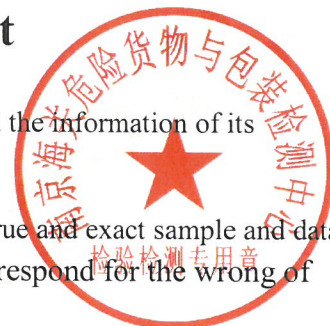 t
the information of its
rue and exact sample and data
respond for the wrong of
南京海关危险货物与包装检测中心
检验检测专用章